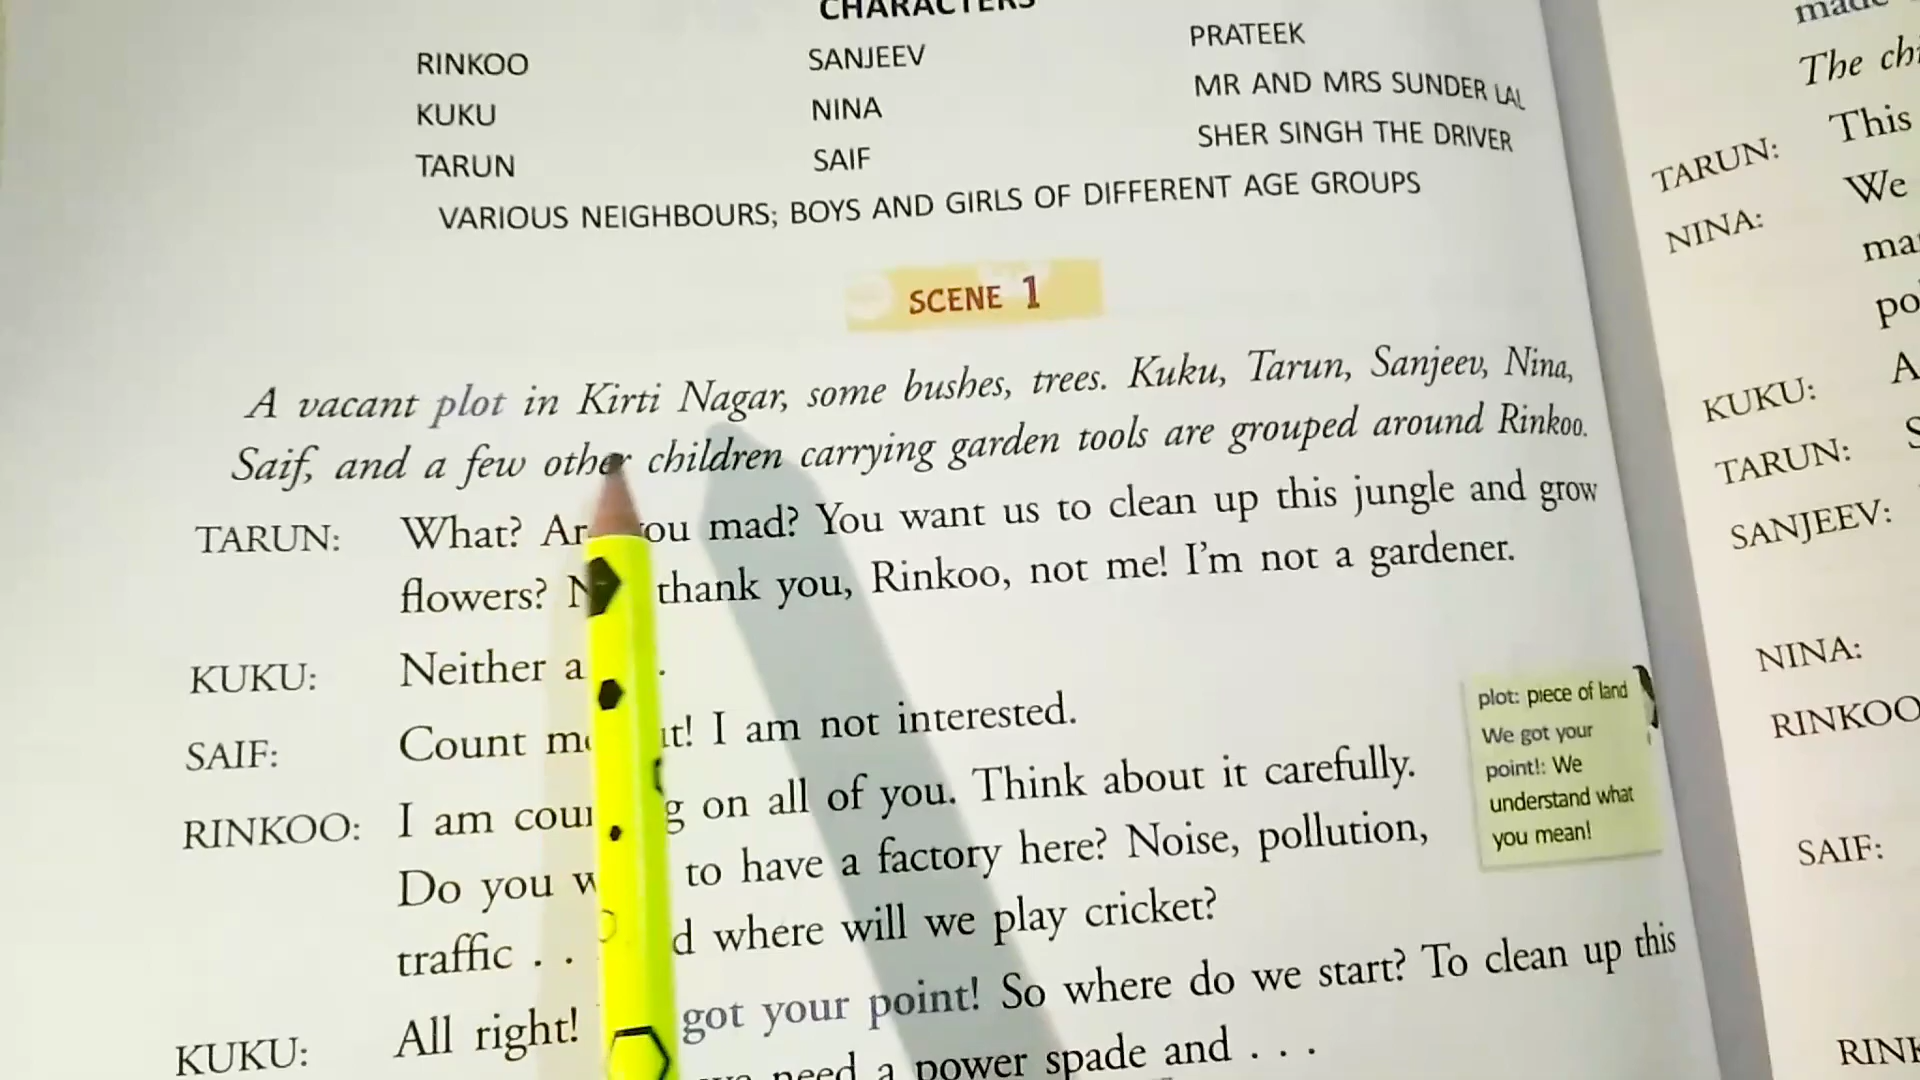 CHARACTERS
RINKOO SANJEEV PRATEEK
KUKU NINA MR AND MRS SUNDER LAL
TARUN SAIF SHER SINGH THE DRIVER
VARIOUS NEIGHBOURS; BOYS AND GIRLS OF DIFFERENT AGE GROUPS
SCENE 1
A vacant plot in Kirti Nagar, some bushes, trees. Kuku, Tarun, Sanjeev, Nina,
Saif, and a few other children carrying garden tools are grouped around Rinkoo.
TARUN: What? you mad? You want us to clean up this jungle and grow
flowers? thank you, Rinkoo, not me! I'm not a gardener.
KUKU: Neither
SAIF: Count I am not interested.
RINKOO: I am on all of you. Think about it carefully.
Do you to have a factory here? Noise, pollution,
traffic . . where will we play cricket?
KUKU: All right! got your point! So where do we start? To clean up this
need a power spade and . . .
plot: piece of land
We got your
point!: We
understand what
you mean!
made
The
TARUN: This
NINA: We
KUKU: A
TARUN: S
SANJEEV:
NINA:
RINKOO
SAIF: